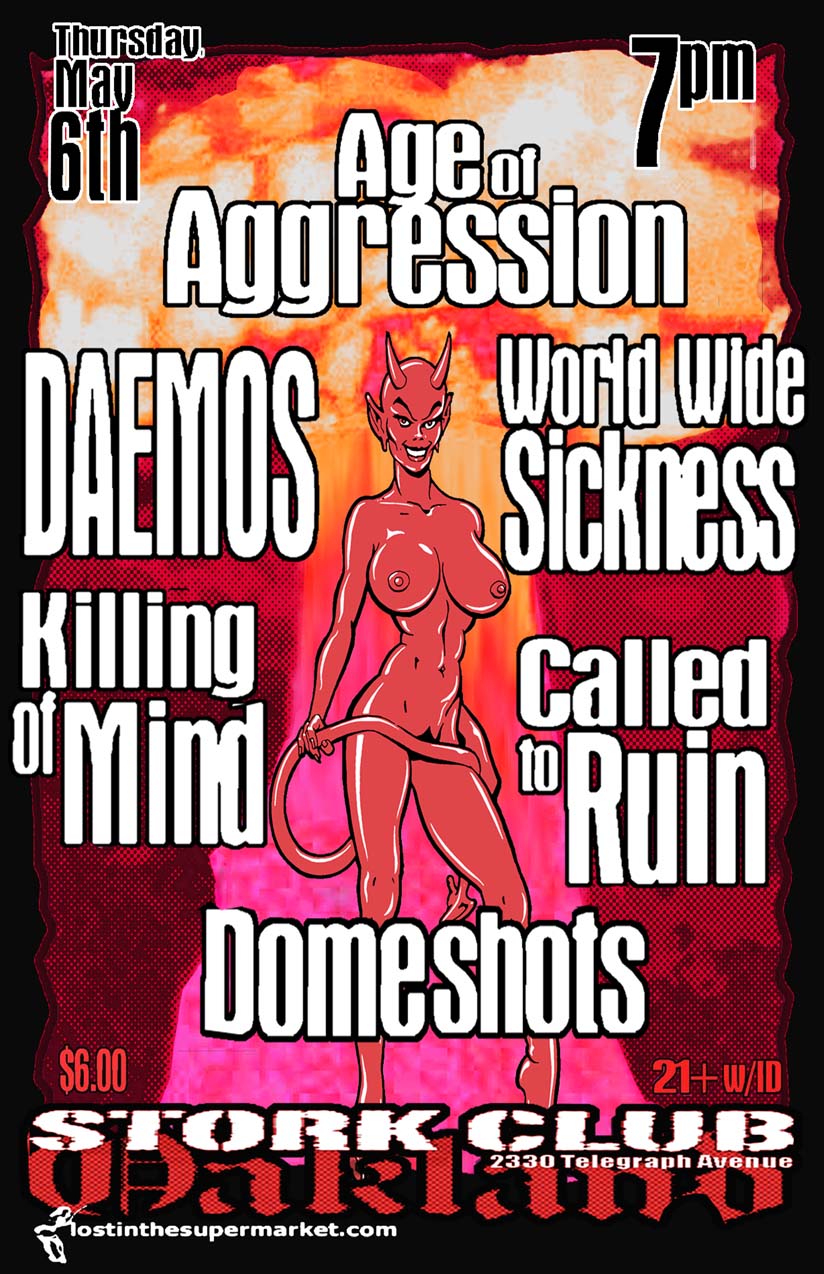 Thursday,
May
6th
7pm
Age of
Aggression
DAEMOS
World Wide
Sickness
Killing
of Mind
Called
to Ruin
Domeshots
$6.00
21+ w/ID
STORK CLUB
2330 Telegraph Avenue
Oakland
lostinthesupermarket.com